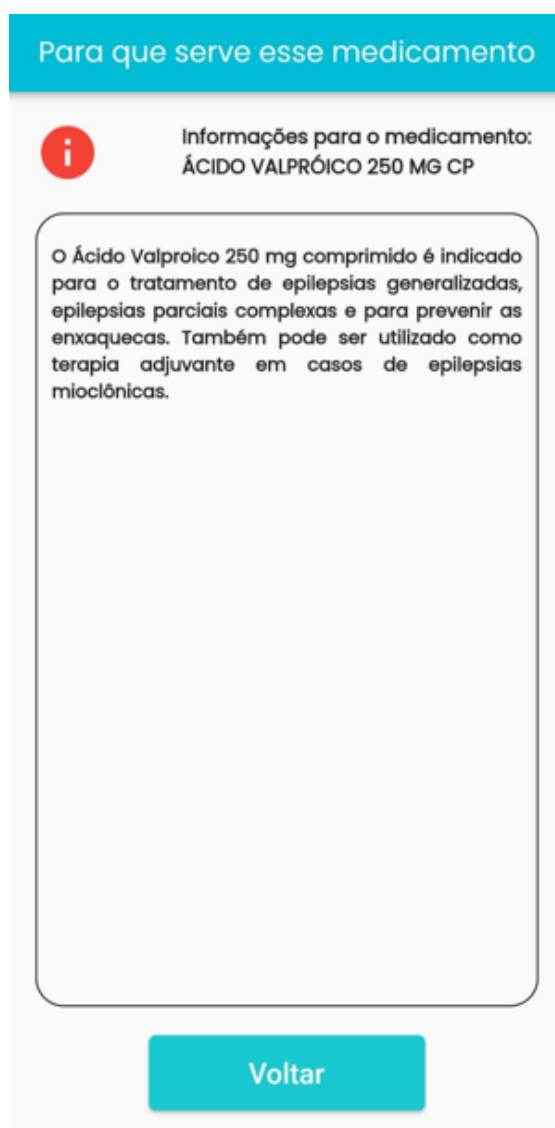 Para que serve esse medicamento
i
Informações para o medicamento:
ÁCIDO VALPRÓICO 250 MG CP
O Ácido Valproico 250 mg comprimido é indicado
para o tratamento de epilepsias generalizadas,
epilepsias parciais complexas e para prevenir as
enxaquecas. Também pode ser utilizado como
terapia adjuvante em casos de epilepsias
mioclônicas.
Voltar